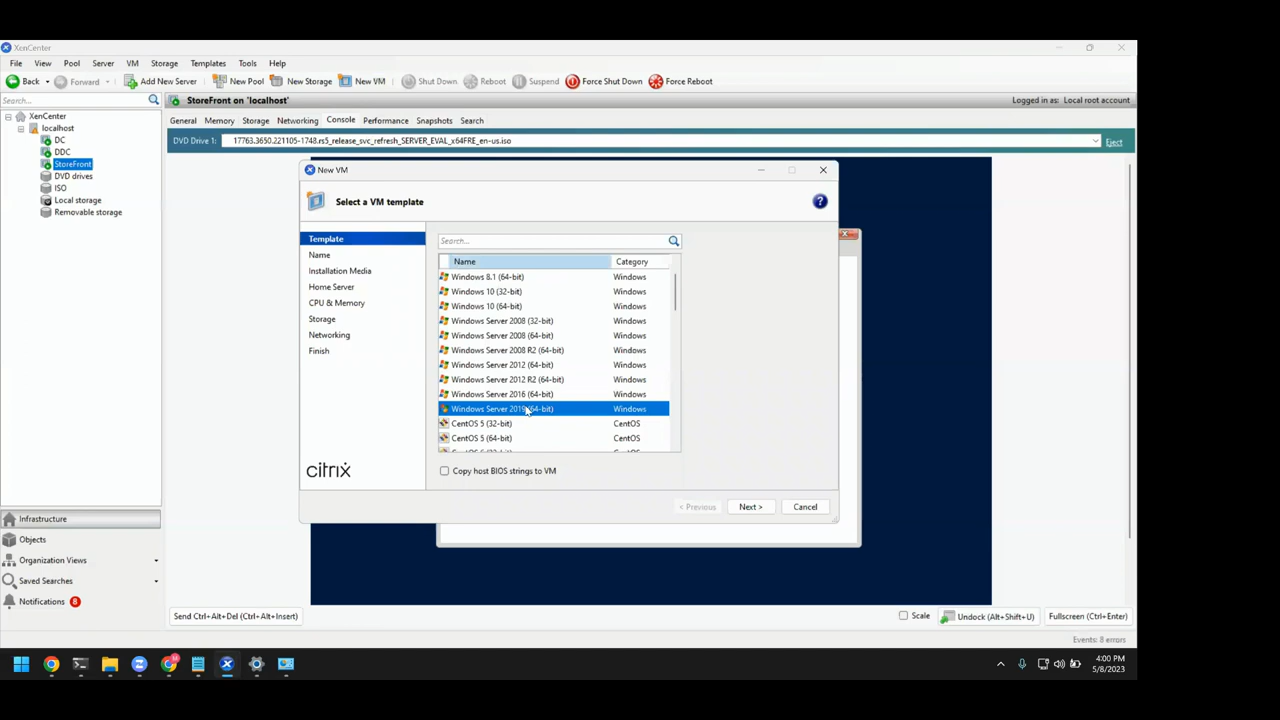 XenCenter
File View Pool Server VM Storage Templates Tools Help
Back Forward Add New Server New Pool New Storage New VM Shut Down Reboot Suspend Force Shut Down Force Reboot
Search...
StoreFront on 'localhost'
Logged in as: Local root account
XenCenter
localhost
DC
DDC
StoreFront
DVD drives
ISO
Local storage
Removable storage
General Memory Storage Networking Console Performance Snapshots Search
DVD Drive 1: 17763.3650.221105-1748.rs5_release_svc_refresh_SERVER_EVAL_x64FRE_en-us.iso Eject
New VM
Select a VM template
?
Template
Name
Installation Media
Home Server
CPU & Memory
Storage
Networking
Finish
citrix
Search...
Name Category
Windows 8.1 (64-bit) Windows
Windows 10 (32-bit) Windows
Windows 10 (64-bit) Windows
Windows Server 2008 (32-bit) Windows
Windows Server 2008 (64-bit) Windows
Windows Server 2008 R2 (64-bit) Windows
Windows Server 2012 (64-bit) Windows
Windows Server 2012 R2 (64-bit) Windows
Windows Server 2016 (64-bit) Windows
Windows Server 2019 (64-bit) Windows
CentOS 5 (32-bit) CentOS
CentOS 5 (64-bit) CentOS
Copy host BIOS strings to VM
< Previous Next > Cancel
Infrastructure
Objects
Organization Views
Saved Searches
Notifications 8
Send Ctrl+Alt+Del (Ctrl+Alt+Insert)
Scale Undock (Alt+Shift+U) Fullscreen (Ctrl+Enter)
Events: 8 errors
4:00 PM
5/8/2023